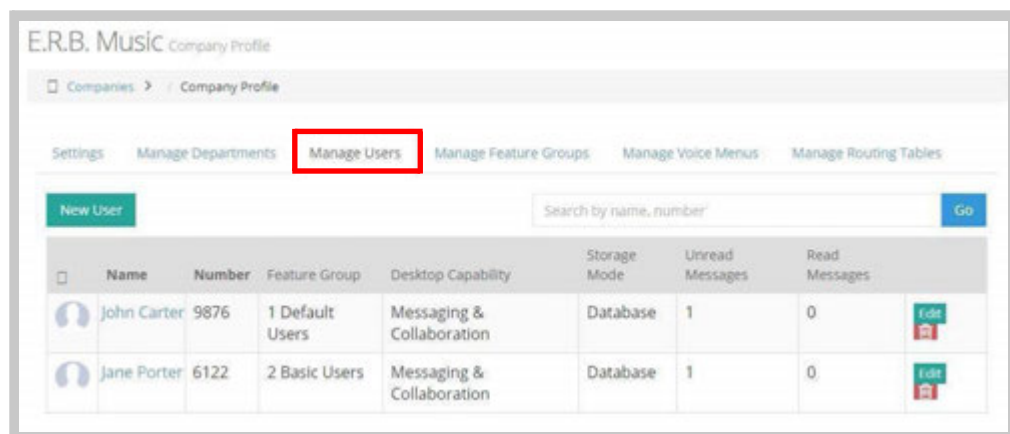 E.R.B. Music Company Profile
Companies > / Company Profile
Settings Manage Departments Manage Users Manage Feature Groups Manage Voice Menus Manage Routing Tables
New User Search by name, number Go
Name Number Feature Group Desktop Capability Storage Mode Unread Messages Read Messages
John Carter 9876 1 Default Users Messaging & Collaboration Database 1 0 Edit
Jane Porter 6122 2 Basic Users Messaging & Collaboration Database 1 0 Edit